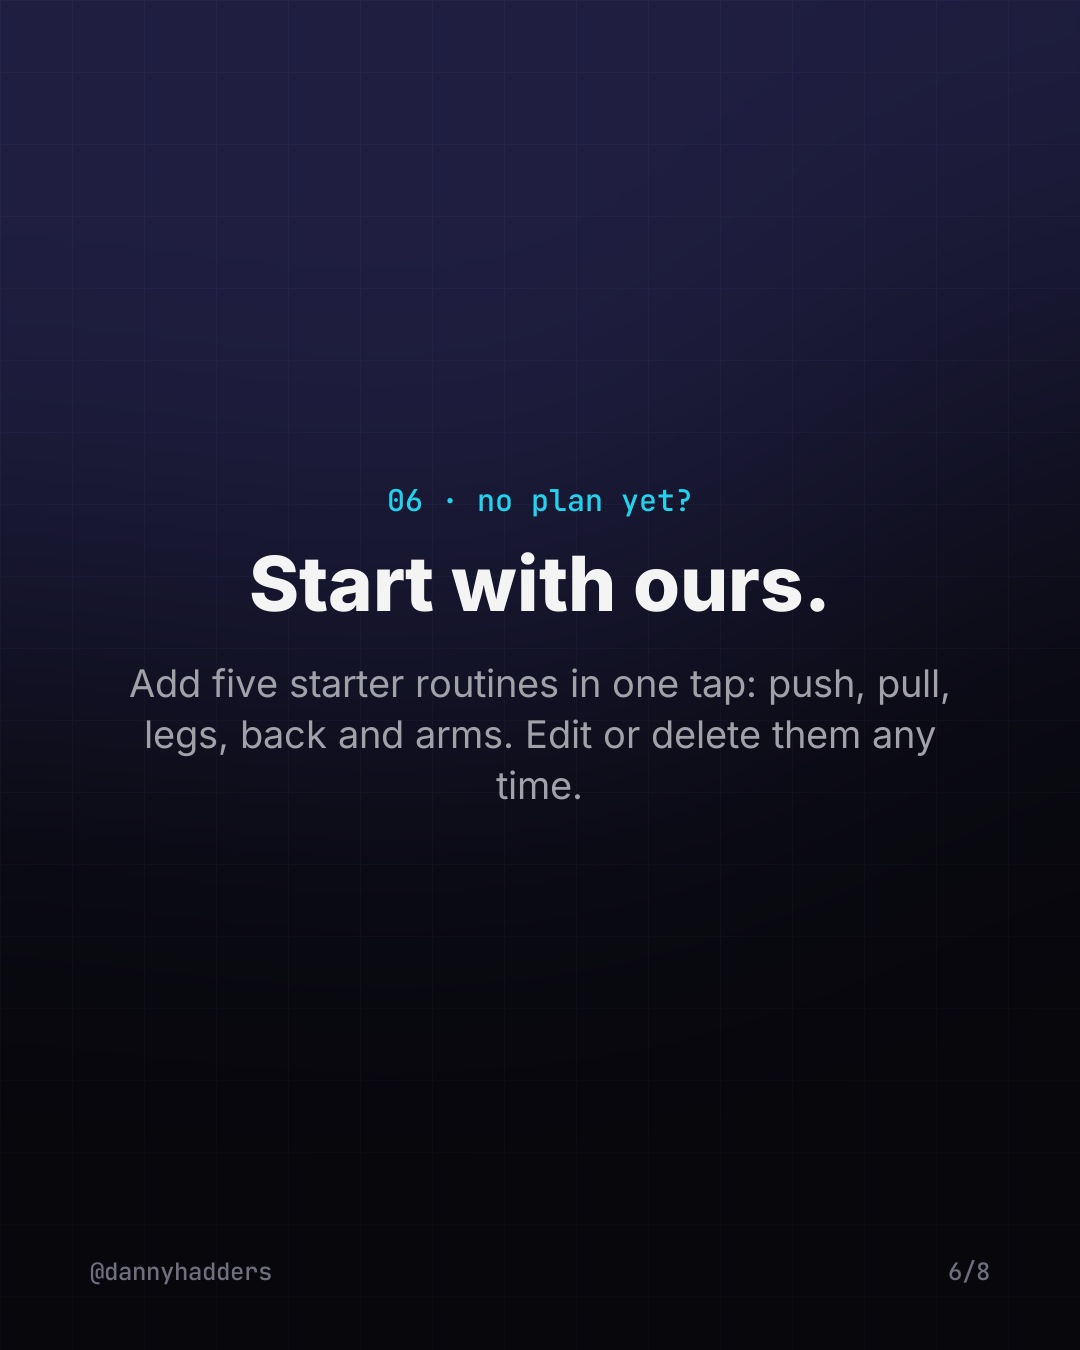 06 · no plan yet?
Start with ours.
Add five starter routines in one tap: push, pull,
legs, back and arms. Edit or delete them any
time.
@dannyhadders
6/8